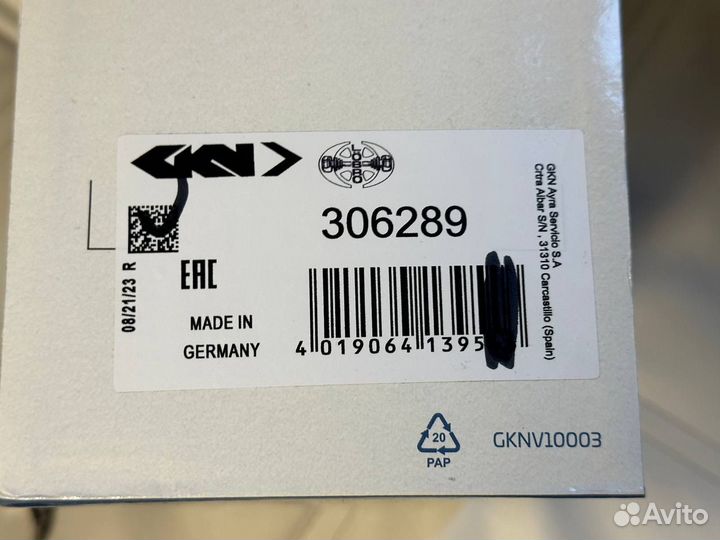 GKN
LÖBRO
306289
08/21/23 R
EAC
MADE IN
GERMANY
4 019064 1395
GKN Ayra Servicio S.A
Crtra Aibar S/N , 31310 Carcastillo (Spain)
20
PAP
GKNV10003
Avito